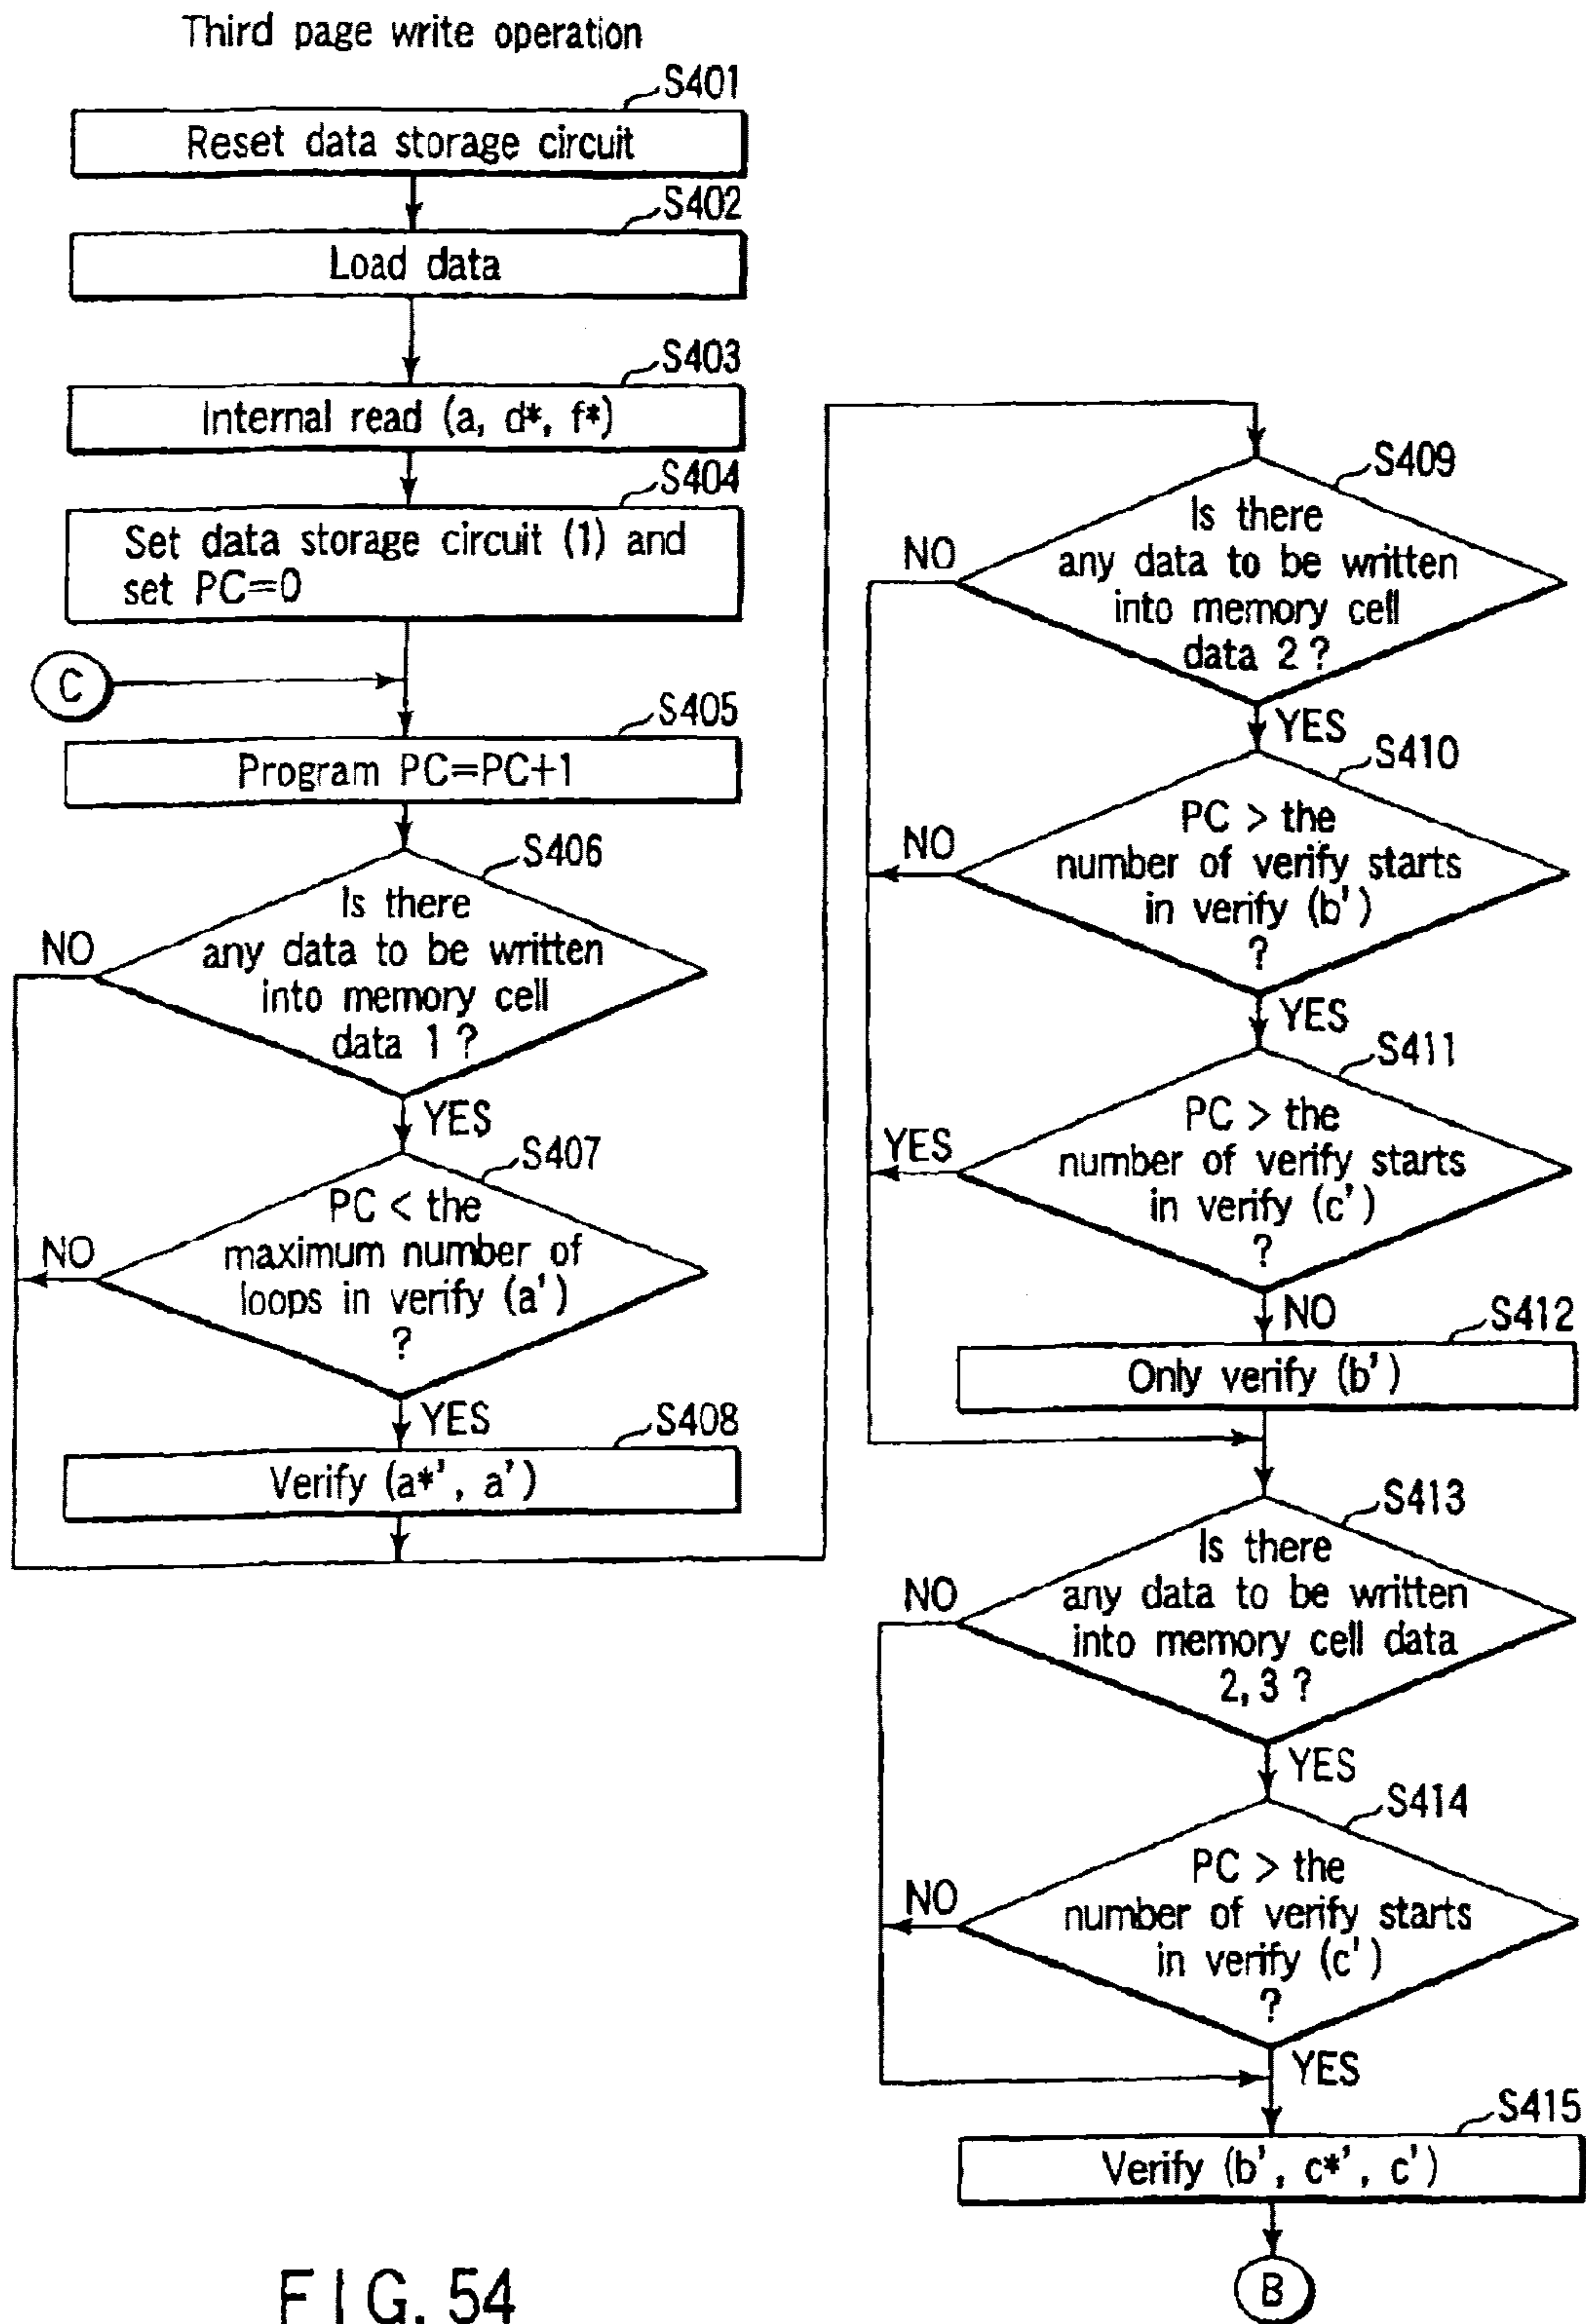 Third page write operation
S401
Reset data storage circuit
S402
Load data
S403
Internal read (a, d*, f*)
S404
Set data storage circuit (1) and
set PC=0
C
S405
Program PC=PC+1
S406
Is there
any data to be written
into memory cell
data 1 ?
NO
YES
S407
PC < the
maximum number of
loops in verify (a')
?
NO
YES
S408
Verify (a*', a')
S409
Is there
any data to be written
into memory cell
data 2 ?
NO
YES
S410
PC > the
number of verify starts
in verify (b')
?
NO
YES
S411
PC > the
number of verify starts
in verify (c')
?
YES
NO
S412
Only verify (b')
S413
Is there
any data to be written
into memory cell data
2, 3 ?
NO
YES
S414
PC > the
number of verify starts
in verify (c')
?
NO
YES
S415
Verify (b', c*', c')
B
FIG. 54